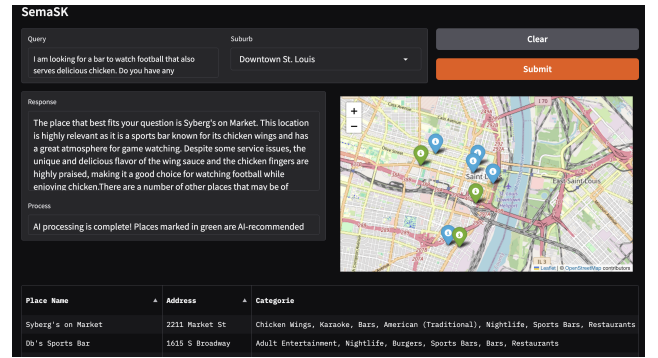 SemaSK
Query
Suburb
I am looking for a bar to watch football that also
serves delicious chicken. Do you have any
Downtown St. Louis
Clear
Submit
Response
The place that best fits your question is Syberg's on Market. This location
is highly relevant as it is a sports bar known for its chicken wings and has
a great atmosphere for game watching. Despite some service issues, the
unique and delicious flavor of the wing sauce and the chicken fingers are
highly praised, making it a good choice for watching football while
enjoying chicken.There are a number of other places that may be of
Process
AI processing is complete! Places marked in green are AI-recommended
+
−
Cass Avenue
I 70
Saint L
East Saint Louis
IL 3
Leaflet | © OpenStreetMap contributors
Place Name
Address
Categorie
Syberg's on Market
2211 Market St
Chicken Wings, Karaoke, Bars, American (Traditional), Nightlife, Sports Bars, Restaurants
Db's Sports Bar
1615 S Broadway
Adult Entertainment, Nightlife, Burgers, Sports Bars, Bars, Restaurants